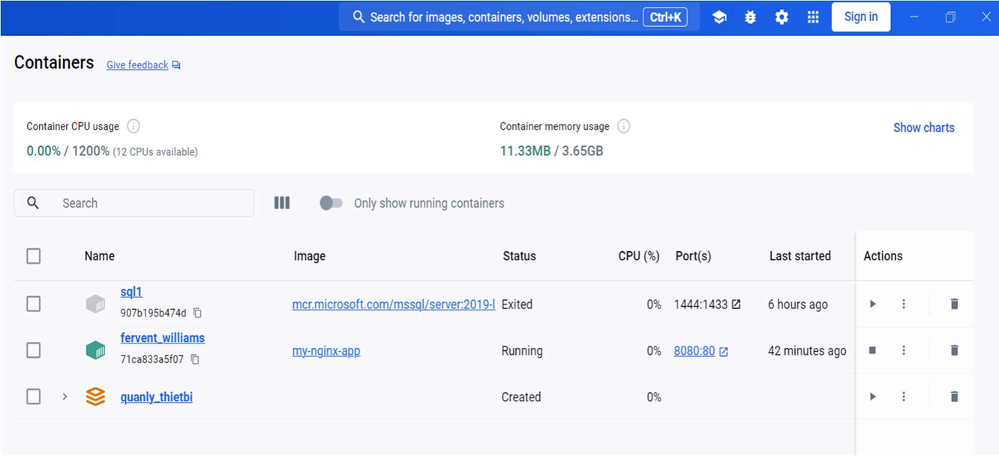 Search for images, containers, volumes, extensions... Ctrl+K Sign in
Containers Give feedback
Container CPU usage Container memory usage Show charts
0.00% / 1200% (12 CPUs available) 11.33MB / 3.65GB
Search Only show running containers
Name Image Status CPU (%) Port(s) Last started Actions
sql1
mcr.microsoft.com/mssql/server:2019-l Exited 0% 1444:1433 6 hours ago
907b195b474d
fervent_williams
my-nginx-app Running 0% 8080:80 42 minutes ago
71ca833a5f07
quanly_thietbi Created 0%